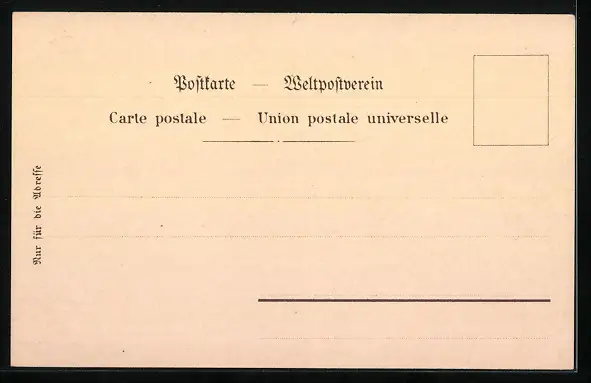 Postkarte — Weltpostverein
Carte postale — Union postale universelle
Nur für die Adresse